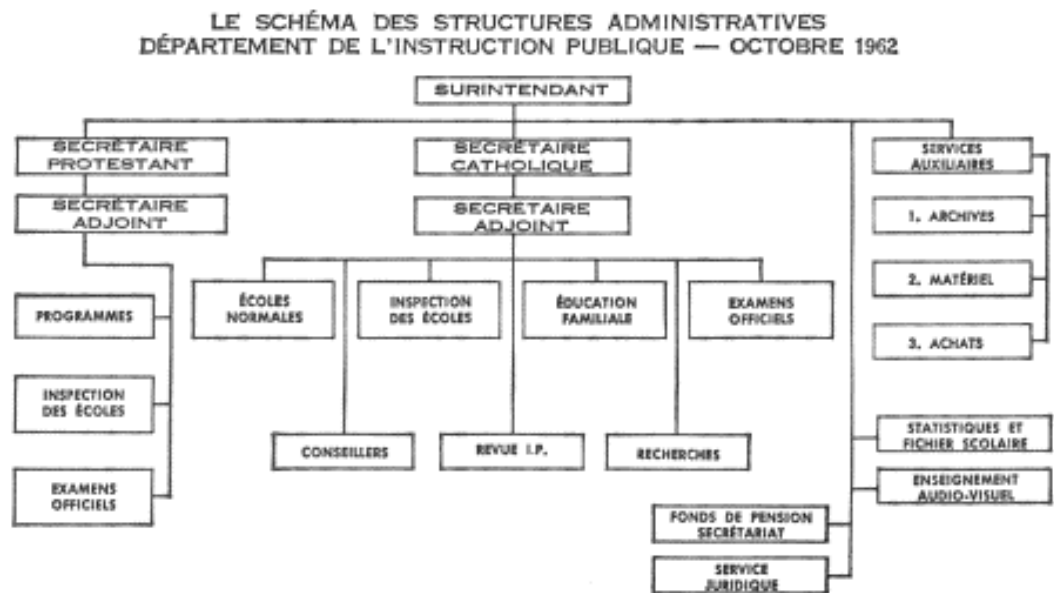 LE SCHÉMA DES STRUCTURES ADMINISTRATIVES
DÉPARTEMENT DE L'INSTRUCTION PUBLIQUE — OCTOBRE 1962
SURINTENDANT
SECRÉTAIRE
PROTESTANT
SECRÉTAIRE
CATHOLIQUE
SERVICES
AUXILIAIRES
SECRÉTAIRE
ADJOINT
SECRÉTAIRE
ADJOINT
1. ARCHIVES
2. MATÉRIEL
3. ACHATS
PROGRAMMES
INSPECTION
DES ÉCOLES
EXAMENS
OFFICIELS
ÉCOLES
NORMALES
INSPECTION
DES ÉCOLES
ÉDUCATION
FAMILIALE
EXAMENS
OFFICIELS
CONSEILLERS
REVUE I.P.
RECHERCHES
STATISTIQUES ET
FICHIER SCOLAIRE
ENSEIGNEMENT
AUDIO-VISUEL
FONDS DE PENSION
SECRÉTARIAT
SERVICE
JURIDIQUE